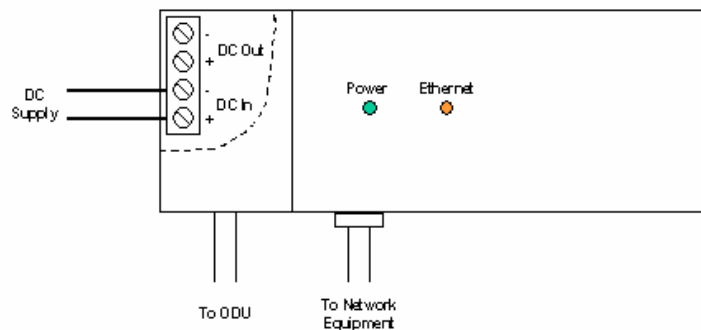 -
DC Out
+
-
DC In
+
DC
Supply
Power
Ethernet
To ODU
To Network
Equipment